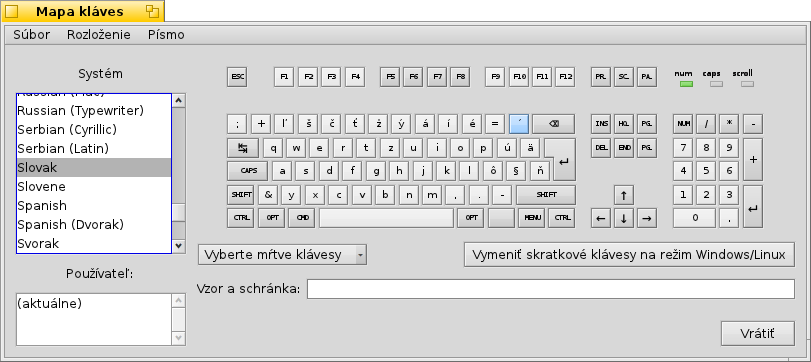 Mapa kláves
Súbor Rozloženie Písmo
Systém
Russian (Mac)
Russian (Typewriter)
Serbian (Cyrillic)
Serbian (Latin)
Slovak
Slovene
Spanish
Spanish (Dvorak)
Svorak
Používateľ:
(aktuálne)
ESC F1 F2 F3 F4 F5 F6 F7 F8 F9 F10 F11 F12 PR. SC. PA. num caps scroll
; + ľ š č ť ž ý á í é = ´ ⌫ INS HO. PG. NUM / * -
↹ q w e r t z u i o p ú ä ↵ DEL END PG. 7 8 9 +
CAPS a s d f g h j k l ô § ň 4 5 6
SHIFT & y x c v b n m , . - SHIFT ↑ 1 2 3 ↵
CTRL OPT CMD OPT MENU CTRL ← ↓ → 0 ,
Vyberte mŕtve klávesy
Vymeniť skratkové klávesy na režim Windows/Linux
Vzor a schránka:
Vrátiť